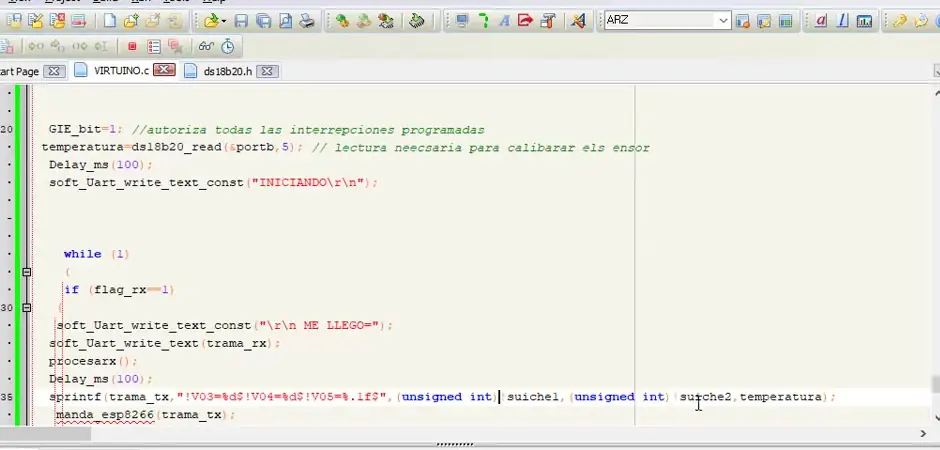 ARZ
art Page
VIRTUINO.c
ds18b20.h
20
GIE_bit=1; //autoriza todas las interrepciones programadas
temperatura=ds18b20_read(&portb,5); // lectura neecsaria para calibarar els ensor
Delay_ms(100);
soft_Uart_write_text_const("INICIANDO\r\n");
while (1)
{
if (flag_rx==1)
30
{
soft_Uart_write_text_const("\r\n ME LLEGO=");
soft_Uart_write_text(trama_rx);
procesarx();
Delay_ms(100);
35
sprintf(trama_tx,"!V03=%d$!V04=%d$!V05=%.1f$",(unsigned int)!suiche1,(unsigned int)!suiche2,temperatura);
manda_esp8266(trama_tx);